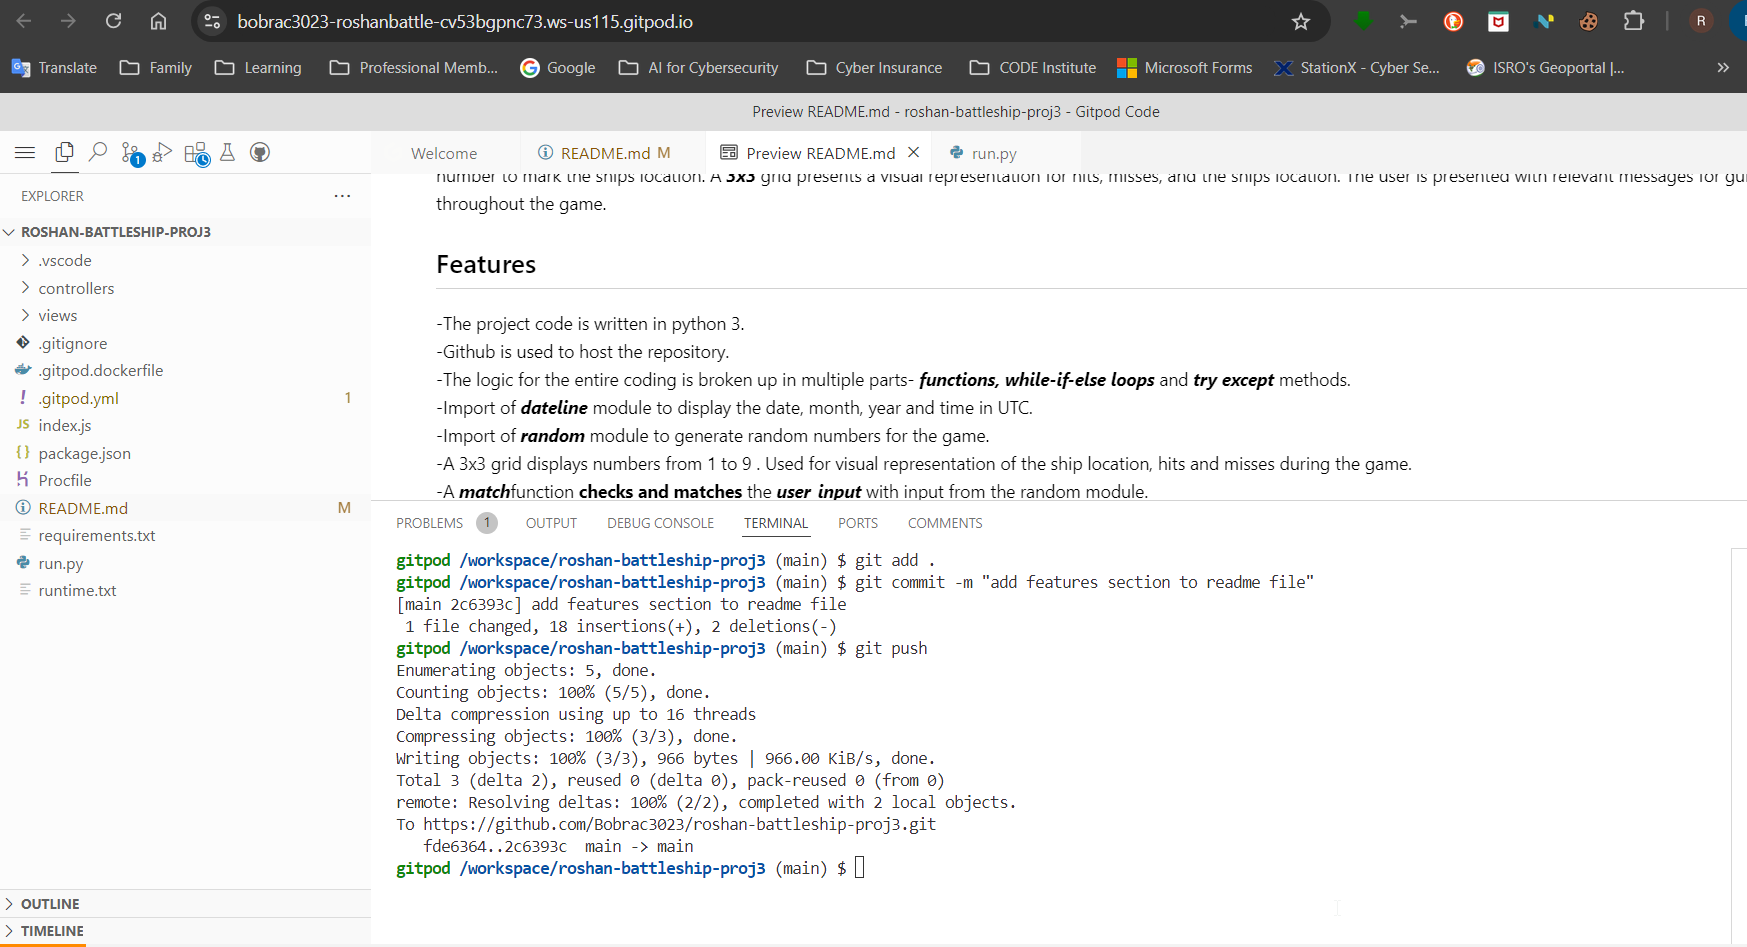 bobrac3023-roshanbattle-cv53bgpnc73.ws-us115.gitpod.io
R
Translate Family Learning Professional Memb... Google AI for Cybersecurity Cyber Insurance CODE Institute Microsoft Forms StationX - Cyber Se... ISRO's Geoportal |... »
Preview README.md - roshan-battleship-proj3 - Gitpod Code
1
Welcome README.md M Preview README.md run.py
EXPLORER ...
ROSHAN-BATTLESHIP-PROJ3
.vscode
controllers
views
.gitignore
.gitpod.dockerfile
! .gitpod.yml 1
JS index.js
{} package.json
Procfile
README.md M
requirements.txt
run.py
runtime.txt
OUTLINE
TIMELINE
number to mark the ships location. A 3x3 grid presents a visual representation for hits, misses, and the ships location. The user is presented with relevant messages for gui
throughout the game.
Features
-The project code is written in python 3.
-Github is used to host the repository.
-The logic for the entire coding is broken up in multiple parts- functions, while-if-else loops and try except methods.
-Import of dateline module to display the date, month, year and time in UTC.
-Import of random module to generate random numbers for the game.
-A 3x3 grid displays numbers from 1 to 9 . Used for visual representation of the ship location, hits and misses during the game.
-A matchfunction checks and matches the user input with input from the random module.
PROBLEMS 1 OUTPUT DEBUG CONSOLE TERMINAL PORTS COMMENTS
gitpod /workspace/roshan-battleship-proj3 (main) $ git add .
gitpod /workspace/roshan-battleship-proj3 (main) $ git commit -m "add features section to readme file"
[main 2c6393c] add features section to readme file
1 file changed, 18 insertions(+), 2 deletions(-)
gitpod /workspace/roshan-battleship-proj3 (main) $ git push
Enumerating objects: 5, done.
Counting objects: 100% (5/5), done.
Delta compression using up to 16 threads
Compressing objects: 100% (3/3), done.
Writing objects: 100% (3/3), 966 bytes | 966.00 KiB/s, done.
Total 3 (delta 2), reused 0 (delta 0), pack-reused 0 (from 0)
remote: Resolving deltas: 100% (2/2), completed with 2 local objects.
To https://github.com/Bobrac3023/roshan-battleship-proj3.git
fde6364..2c6393c main -> main
gitpod /workspace/roshan-battleship-proj3 (main) $